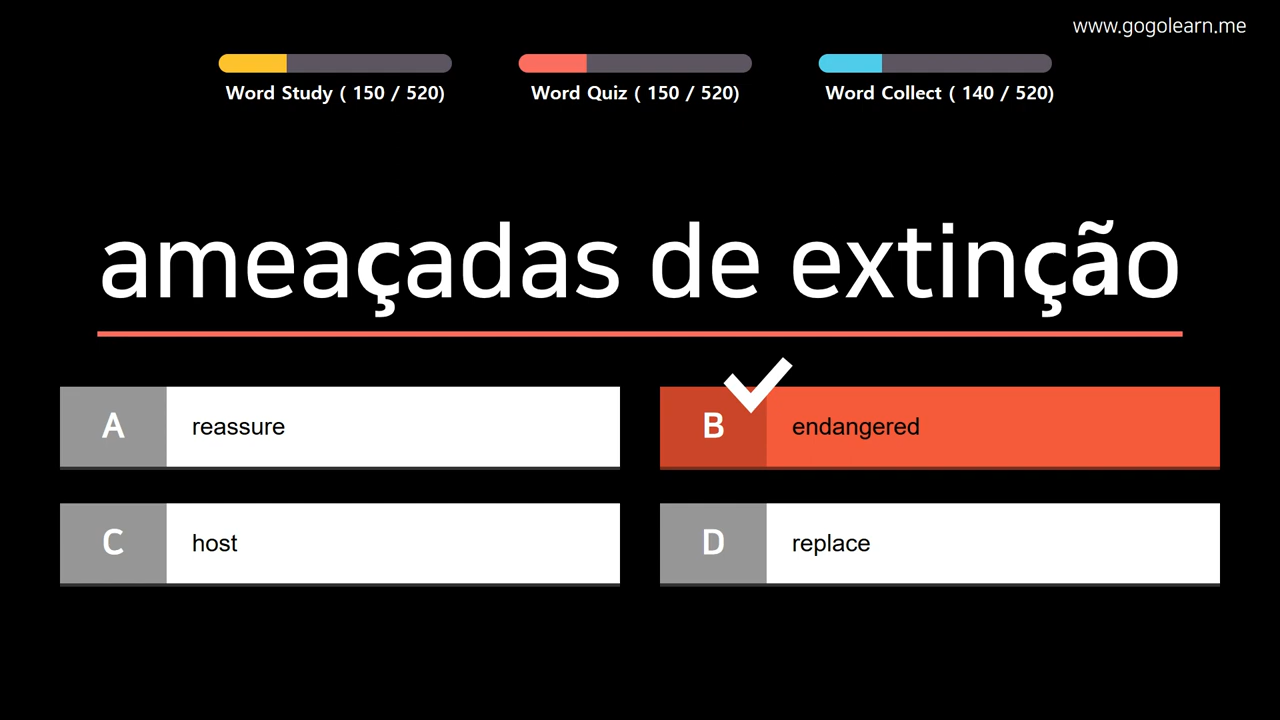 www.gogolearn.me
Word Study ( 150 / 520)
Word Quiz ( 150 / 520)
Word Collect ( 140 / 520)
ameaçadas de extinção
A reassure
B endangered
C host
D replace